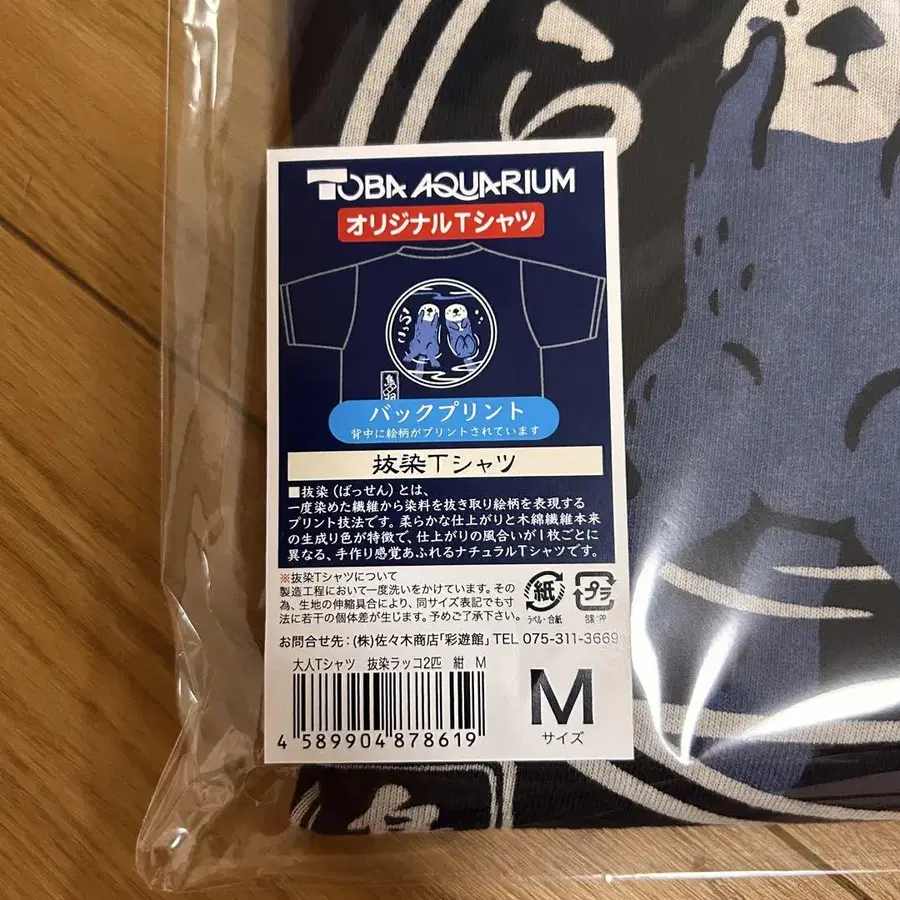 TOBA AQUARIUM
オリジナルTシャツ
らっこ
鳥羽
バックプリント
背中に絵柄がプリントされています
抜染Tシャツ
■抜染(ばっせん)とは、
一度染めた繊維から染料を抜き取り絵柄を表現する
プリント技法です。柔らかな仕上がりと木綿繊維本来
の生成り色が特徴で、仕上がりの風合いが1枚ごとに
異なる、手作り感覚あふれるナチュラルTシャツです。
※抜染Tシャツについて
製造工程において一度洗いをかけています。その
為、生地の伸縮具合により、同サイズ表記でも寸
法に若干の個体差が生じます。予めご了承下さい。
紙
ラベル・台紙
プラ
包装:PP
お問合せ先:(株)佐々木商店「彩遊館」 TEL 075-311-3669
大人Tシャツ 抜染ラッコ2匹 紺 M
4 589904 878619
M
サイズ
ら